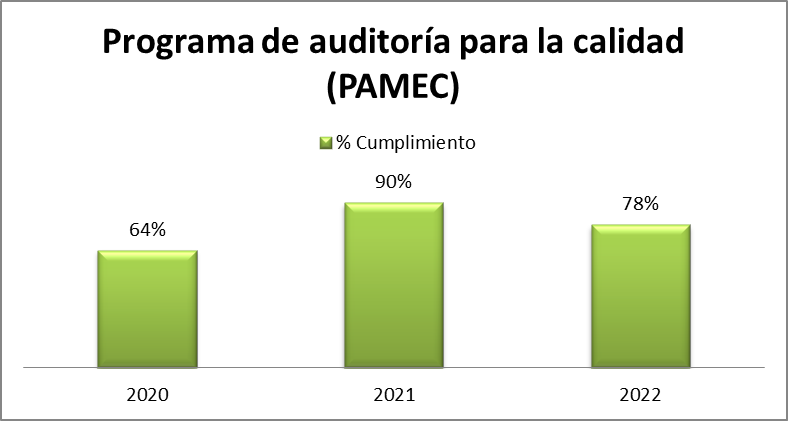 Programa de auditoría para la calidad
(PAMEC)
% Cumplimiento
64%
90%
78%
2020
2021
2022